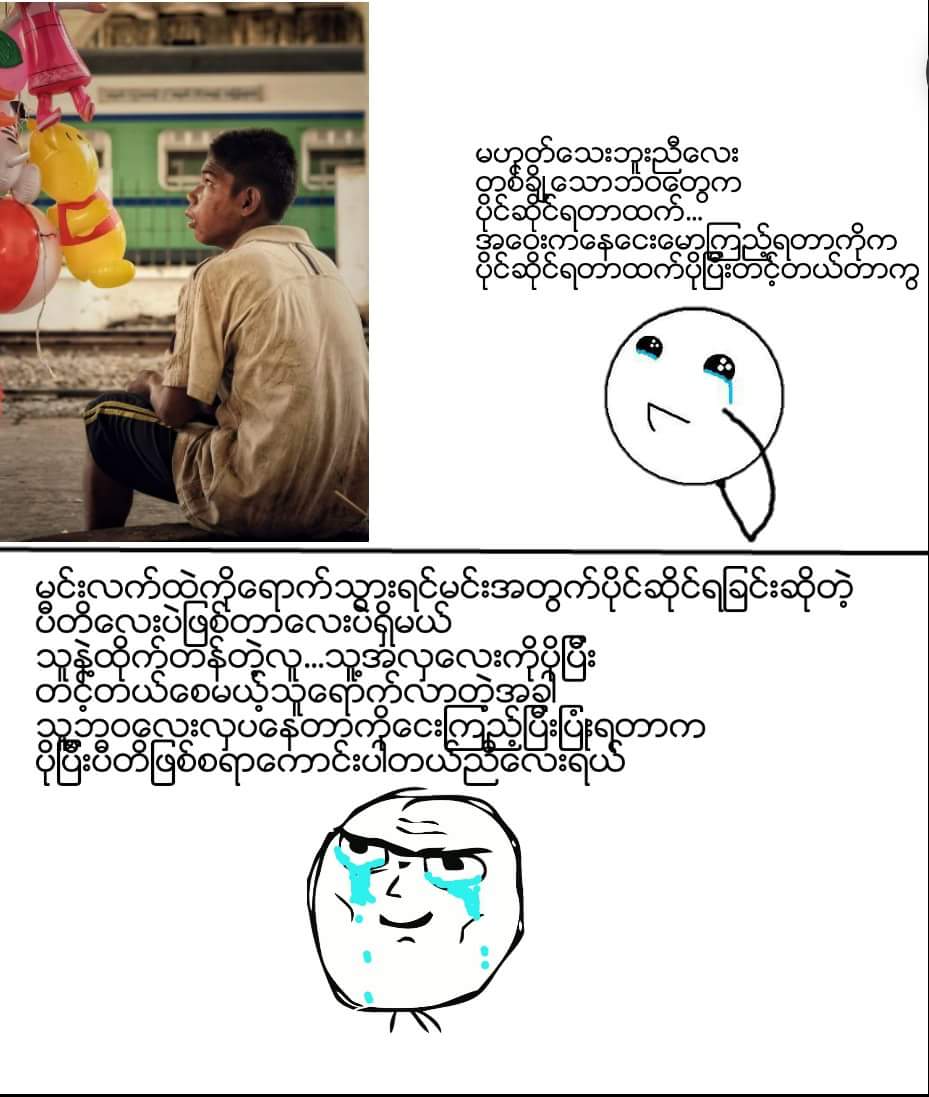 မဟုတ်သေးဘူးညီလေး
တစ်ချို့သောဘဝတွေက
ပိုင်ဆိုင်ရတာထက်...
အဝေးကနေငေးမောကြည့်ရတာကိုက
ပိုင်ဆိုင်ရတာထက်ပိုပြီးတင့်တယ်တာကွ
မင်းလက်ထဲကိုရောက်သွားရင်မင်းအတွက်ပိုင်ဆိုင်ရခြင်းဆိုတဲ့
ပီတိလေးပဲဖြစ်တာလေးပဲရှိမယ်
သူနဲ့ထိုက်တန်တဲ့လူ...သူ့အလှလေးကိုပိုပြီး
တင့်တယ်စေမယ့်သူရောက်လာတဲ့အခါ
သူ့ဘဝလေးလှပနေတာကိုငေးကြည့်ပြီးပြုံးရတာက
ပိုပြီးပီတိဖြစ်စရာကောင်းပါတယ်ညီလေးရယ်